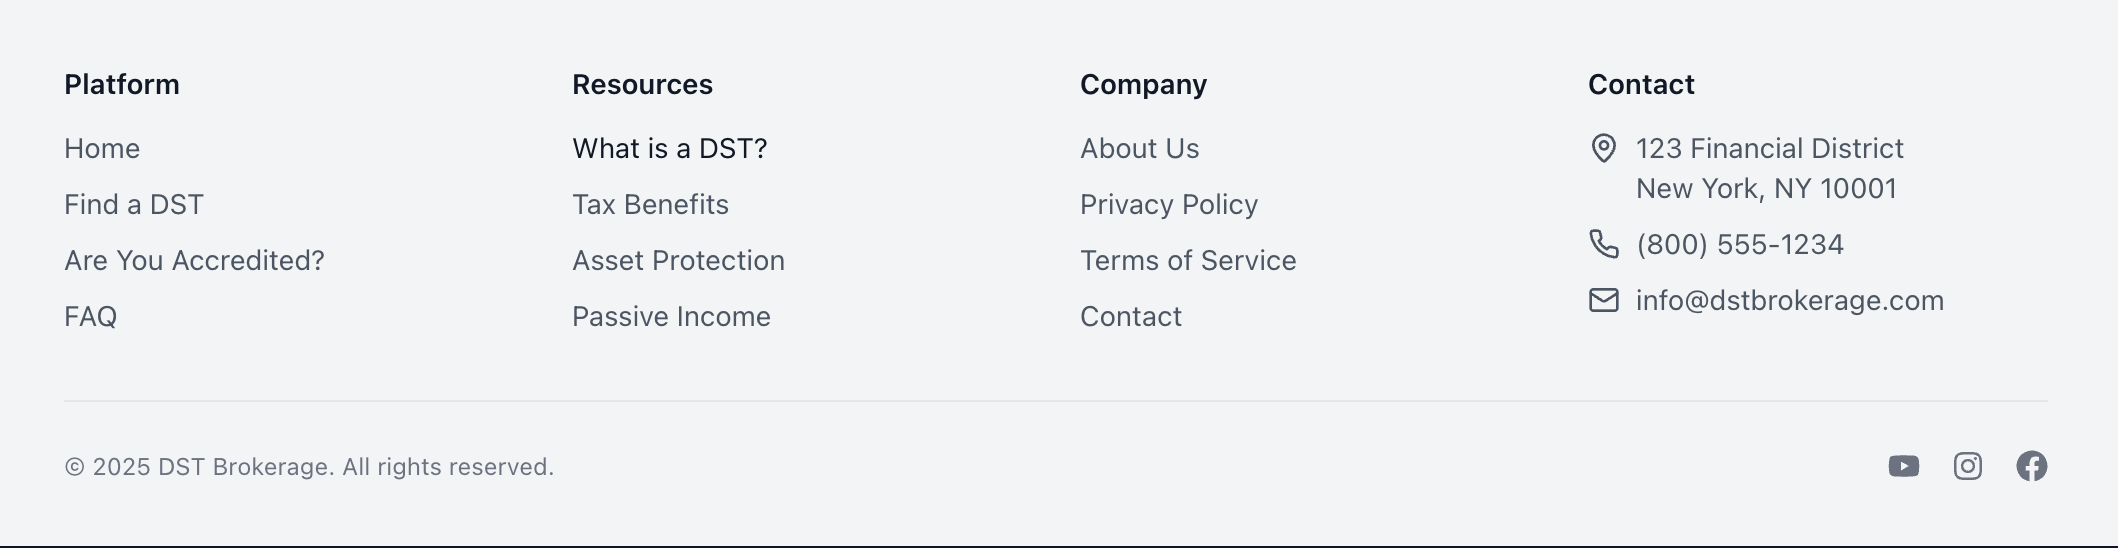 Platform
Home
Find a DST
Are You Accredited?
FAQ
Resources
What is a DST?
Tax Benefits
Asset Protection
Passive Income
Company
About Us
Privacy Policy
Terms of Service
Contact
Contact
123 Financial District
New York, NY 10001
(800) 555-1234
info@dstbrokerage.com
© 2025 DST Brokerage. All rights reserved.